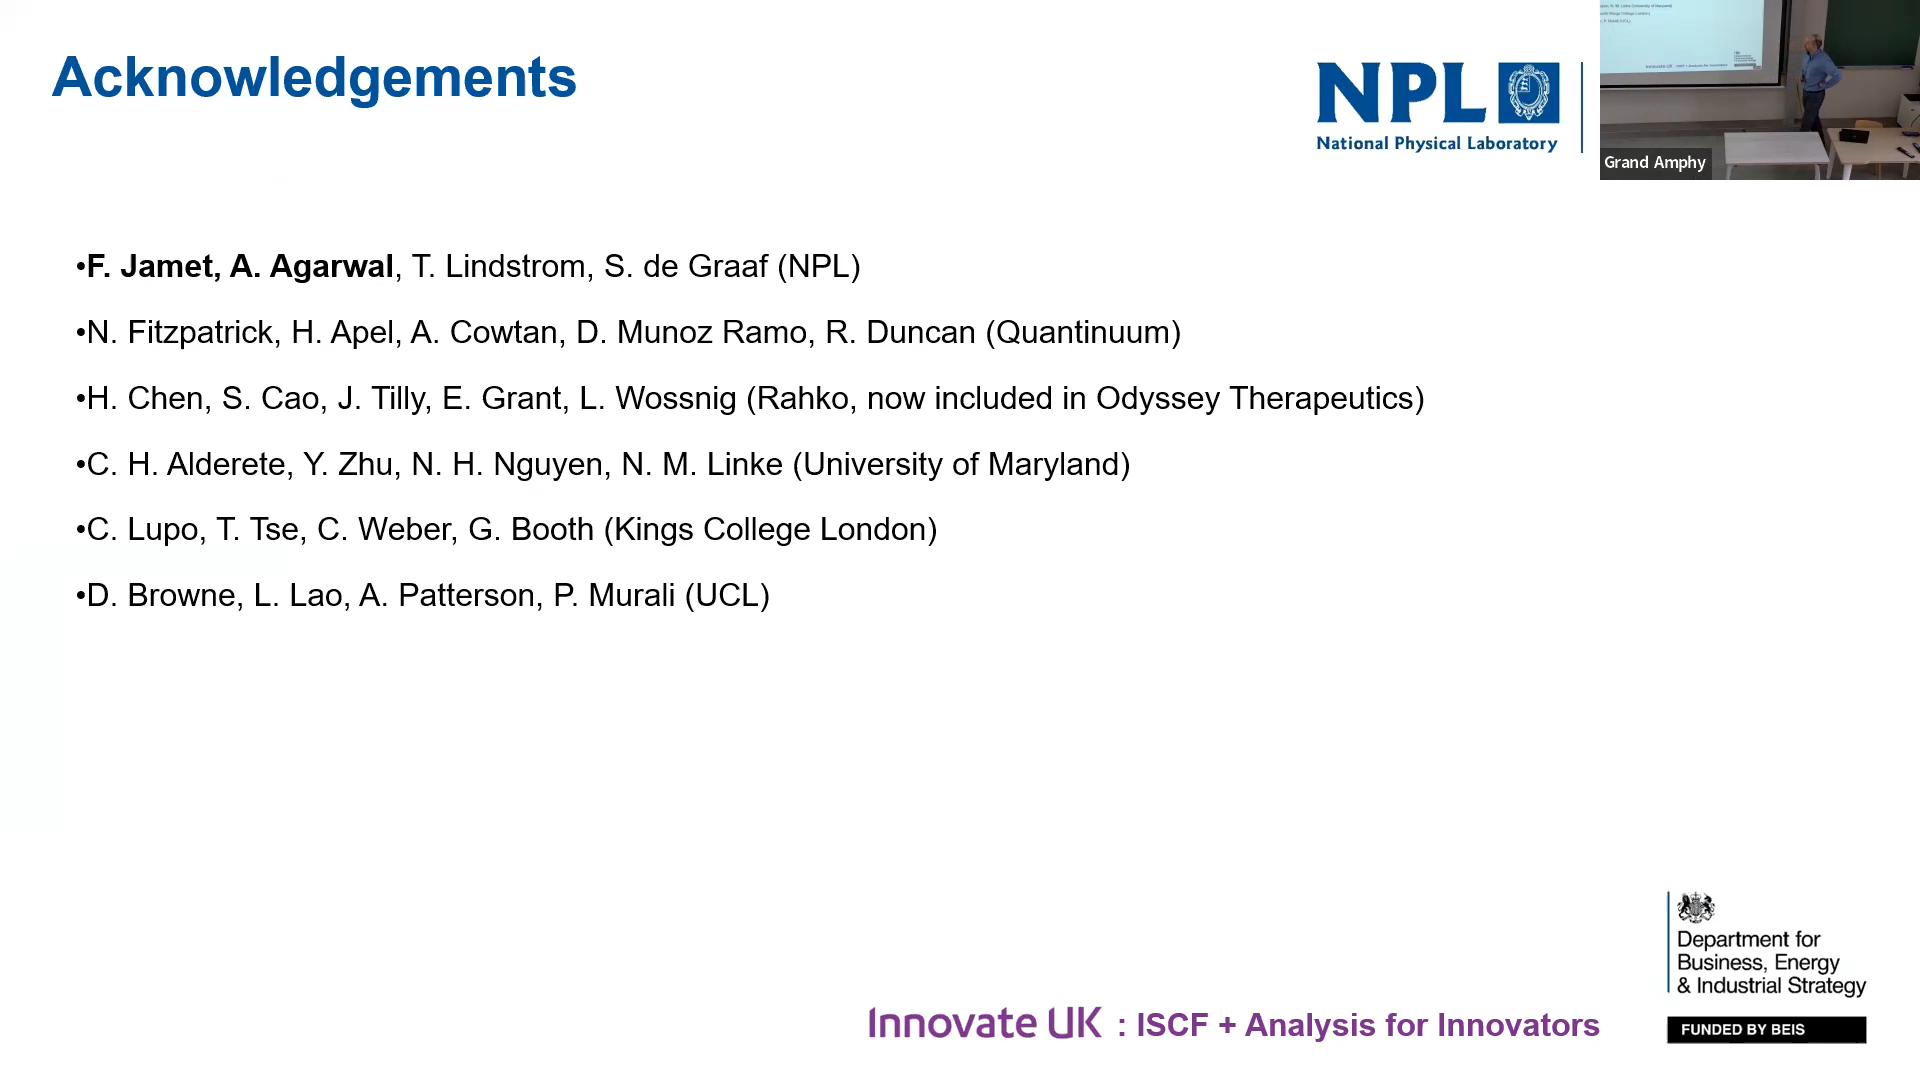 Acknowledgements
NPL
National Physical Laboratory
Grand Amphy
•F. Jamet, A. Agarwal, T. Lindstrom, S. de Graaf (NPL)
•N. Fitzpatrick, H. Apel, A. Cowtan, D. Munoz Ramo, R. Duncan (Quantinuum)
•H. Chen, S. Cao, J. Tilly, E. Grant, L. Wossnig (Rahko, now included in Odyssey Therapeutics)
•C. H. Alderete, Y. Zhu, N. H. Nguyen, N. M. Linke (University of Maryland)
•C. Lupo, T. Tse, C. Weber, G. Booth (Kings College London)
•D. Browne, L. Lao, A. Patterson, P. Murali (UCL)
Department for
Business, Energy
& Industrial Strategy
Innovate UK : ISCF + Analysis for Innovators
FUNDED BY BEIS